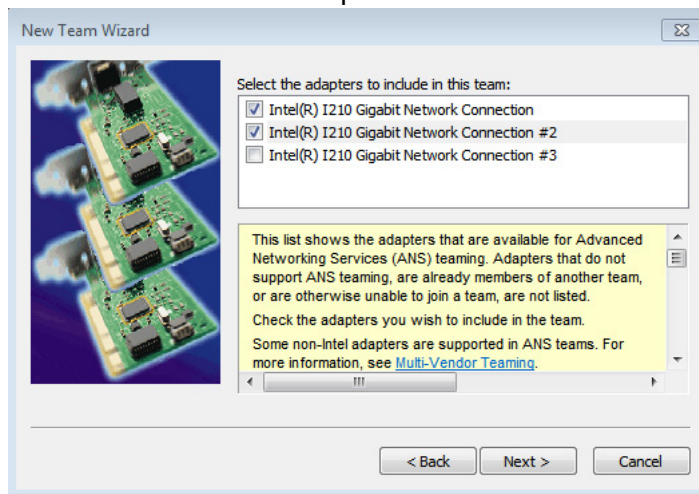 New Team Wizard
Select the adapters to include in this team:
Intel(R) I210 Gigabit Network Connection
Intel(R) I210 Gigabit Network Connection #2
Intel(R) I210 Gigabit Network Connection #3
This list shows the adapters that are available for Advanced
Networking Services (ANS) teaming. Adapters that do not
support ANS teaming, are already members of another team,
or are otherwise unable to join a team, are not listed.
Check the adapters you wish to include in the team.
Some non-Intel adapters are supported in ANS teams. For
more information, see Multi-Vendor Teaming.
< Back Next > Cancel